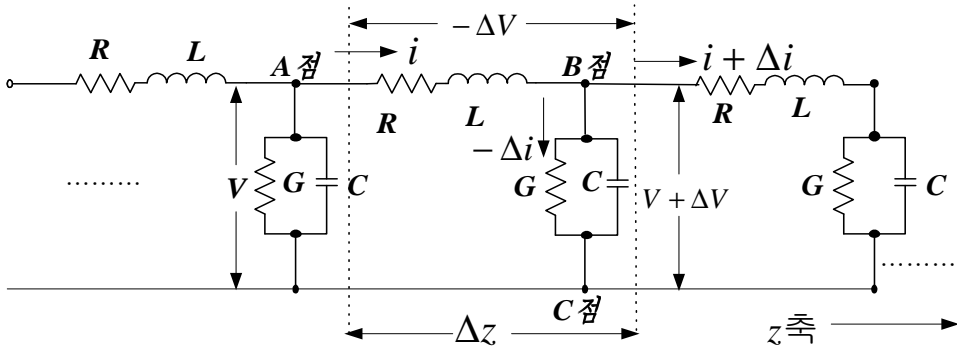 −ΔV
R L A점 i B점 i + Δi
R L R L
−Δi
V G C G C V + ΔV G C
......... .........
C점
Δz z축